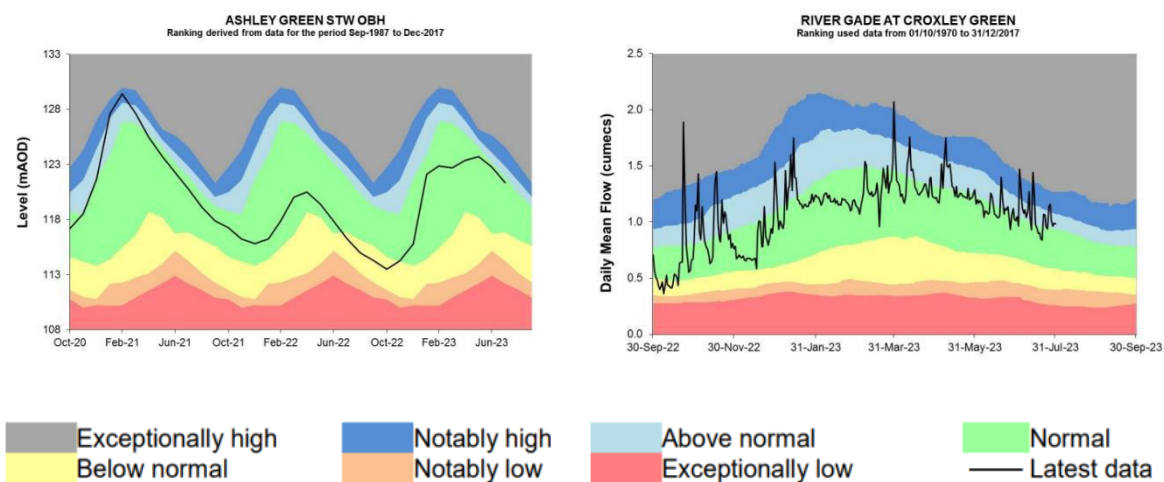 ASHLEY GREEN STW OBH
Ranking derived from data for the period Sep-1987 to Dec-2017
133
128
123
118
113
108
Level (mAOD)
Oct-20 Feb-21 Jun-21 Oct-21 Feb-22 Jun-22 Oct-22 Feb-23 Jun-23
RIVER GADE AT CROXLEY GREEN
Ranking used data from 01/10/1970 to 31/12/2017
2.5
2.0
1.5
1.0
0.5
0.0
Daily Mean Flow (cumecs)
30-Sep-22 30-Nov-22 31-Jan-23 31-Mar-23 31-May-23 31-Jul-23 30-Sep-23
Exceptionally high Notably high Above normal Normal
Below normal Notably low Exceptionally low Latest data